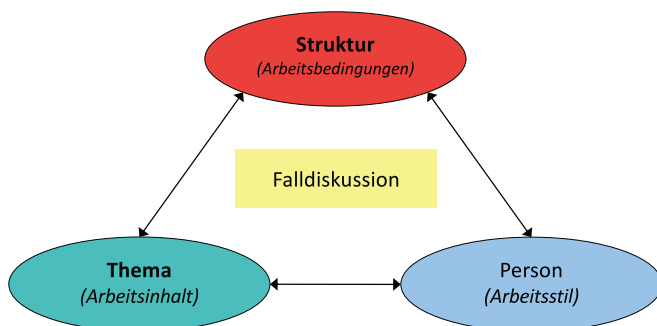 Struktur
(Arbeitsbedingungen)
Falldiskussion
Thema
(Arbeitsinhalt)
Person
(Arbeitsstil)